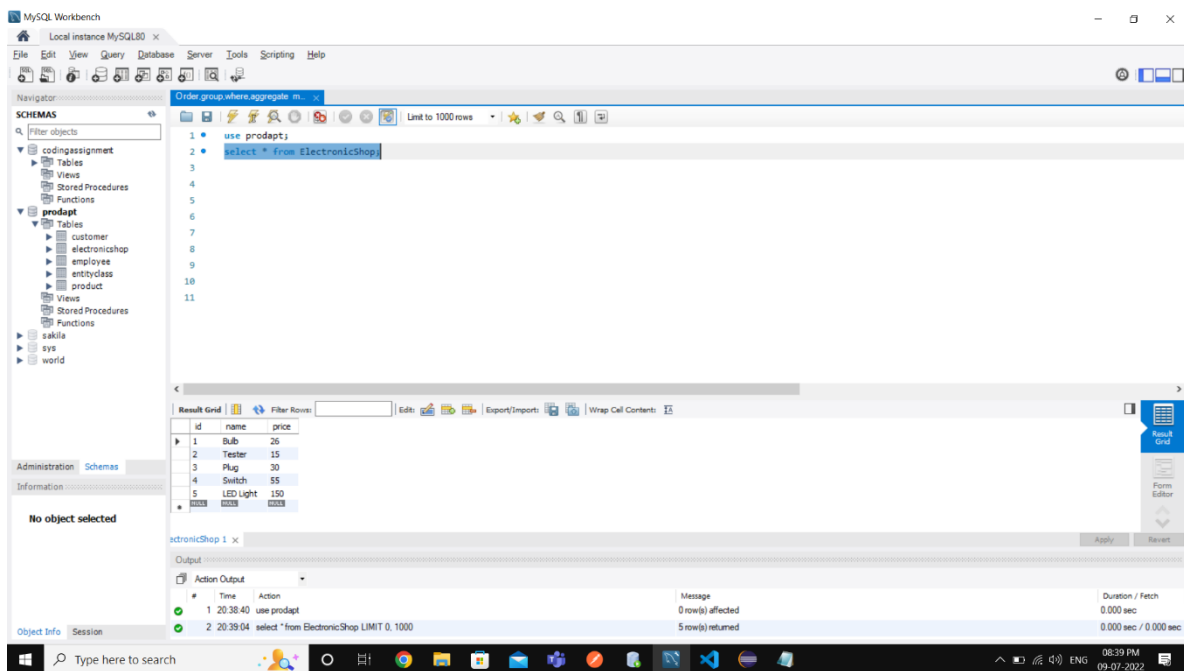 MySQL Workbench
Local instance MySQL80 ×
File Edit View Query Database Server Tools Scripting Help
Navigator
SCHEMAS
Filter objects
codingassignment
Tables
Views
Stored Procedures
Functions
prodapt
Tables
customer
electronicshop
employee
entityclass
product
Views
Stored Procedures
Functions
sakila
sys
world
Administration Schemas
Information
No object selected
Object Info Session
Order,group,where,aggregate m... ×
Limit to 1000 rows
1 use prodapt;
2 select * from ElectronicShop;
3
4
5
6
7
8
9
10
11
Result Grid Filter Rows: Edit: Export/Import: Wrap Cell Content:
id name price
1 Bulb 26
2 Tester 15
3 Plug 30
4 Switch 55
5 LED Light 150
NULL NULL NULL
Result Grid
Form Editor
ectronicShop 1 ×
Apply Revert
Output
Action Output
# Time Action Message Duration / Fetch
1 20:38:40 use prodapt 0 row(s) affected 0.000 sec
2 20:39:04 select * from ElectronicShop LIMIT 0, 1000 5 row(s) returned 0.000 sec / 0.000 sec
Type here to search
ENG
08:39 PM
09-07-2022